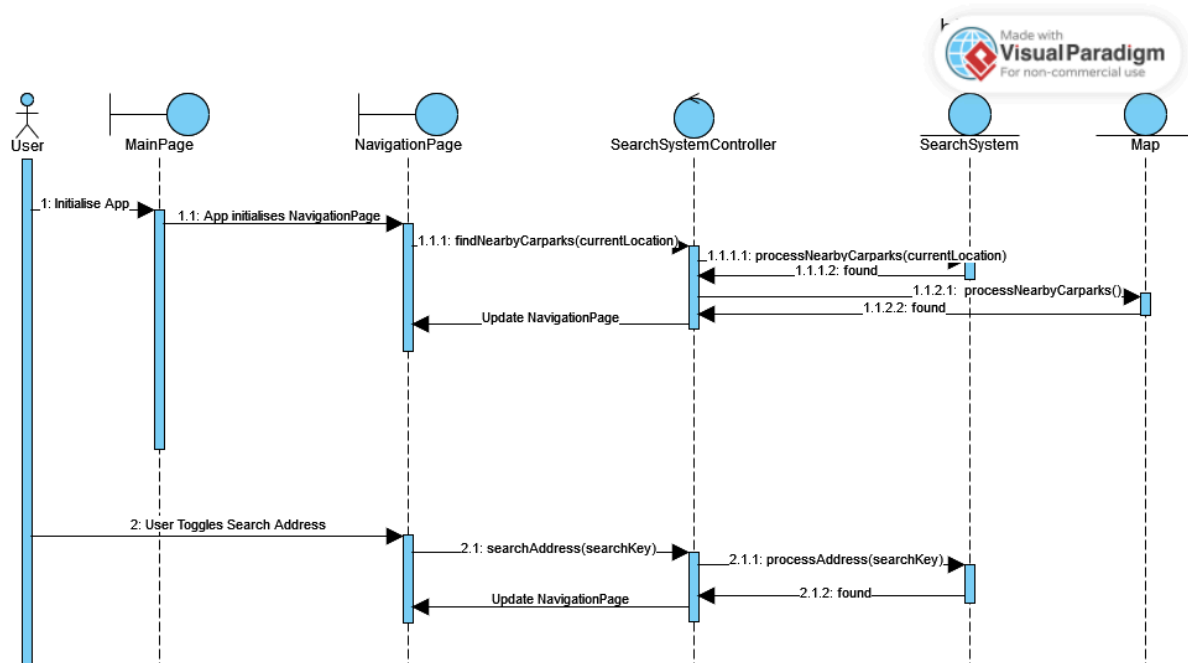 Made with
Visual Paradigm
For non-commercial use
User
MainPage
NavigationPage
SearchSystemController
SearchSystem
Map
1: Initialise App
1.1: App initialises NavigationPage
1.1.1: findNearbyCarparks(currentLocation)
1.1.1.1: processNearbyCarparks(currentLocation)
1.1.1.2: found
1.1.2.1: processNearbyCarparks()
1.1.2.2: found
Update NavigationPage
2: User Toggles Search Address
2.1: searchAddress(searchKey)
2.1.1: processAddress(searchKey)
2.1.2: found
Update NavigationPage